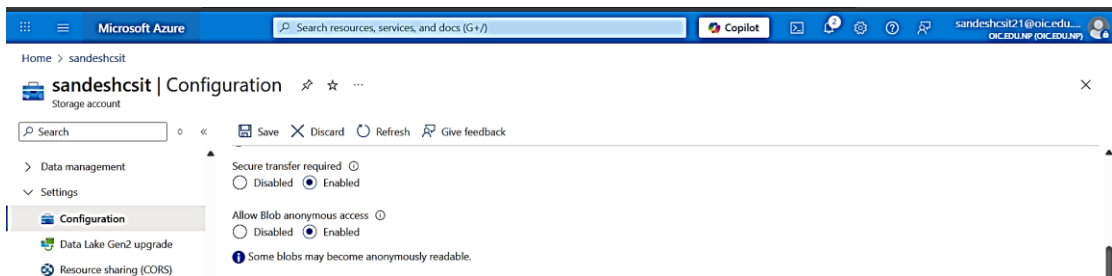 Microsoft Azure
Search resources, services, and docs (G+/)
Copilot
2
sandeshcsit21@oic.edu....
OIC.EDU.NP (OIC.EDU.NP)
Home > sandeshcsit
sandeshcsit | Configuration
Storage account
Search
Save Discard Refresh Give feedback
Data management
Settings
Configuration
Data Lake Gen2 upgrade
Resource sharing (CORS)
Secure transfer required
Disabled Enabled
Allow Blob anonymous access
Disabled Enabled
Some blobs may become anonymously readable.